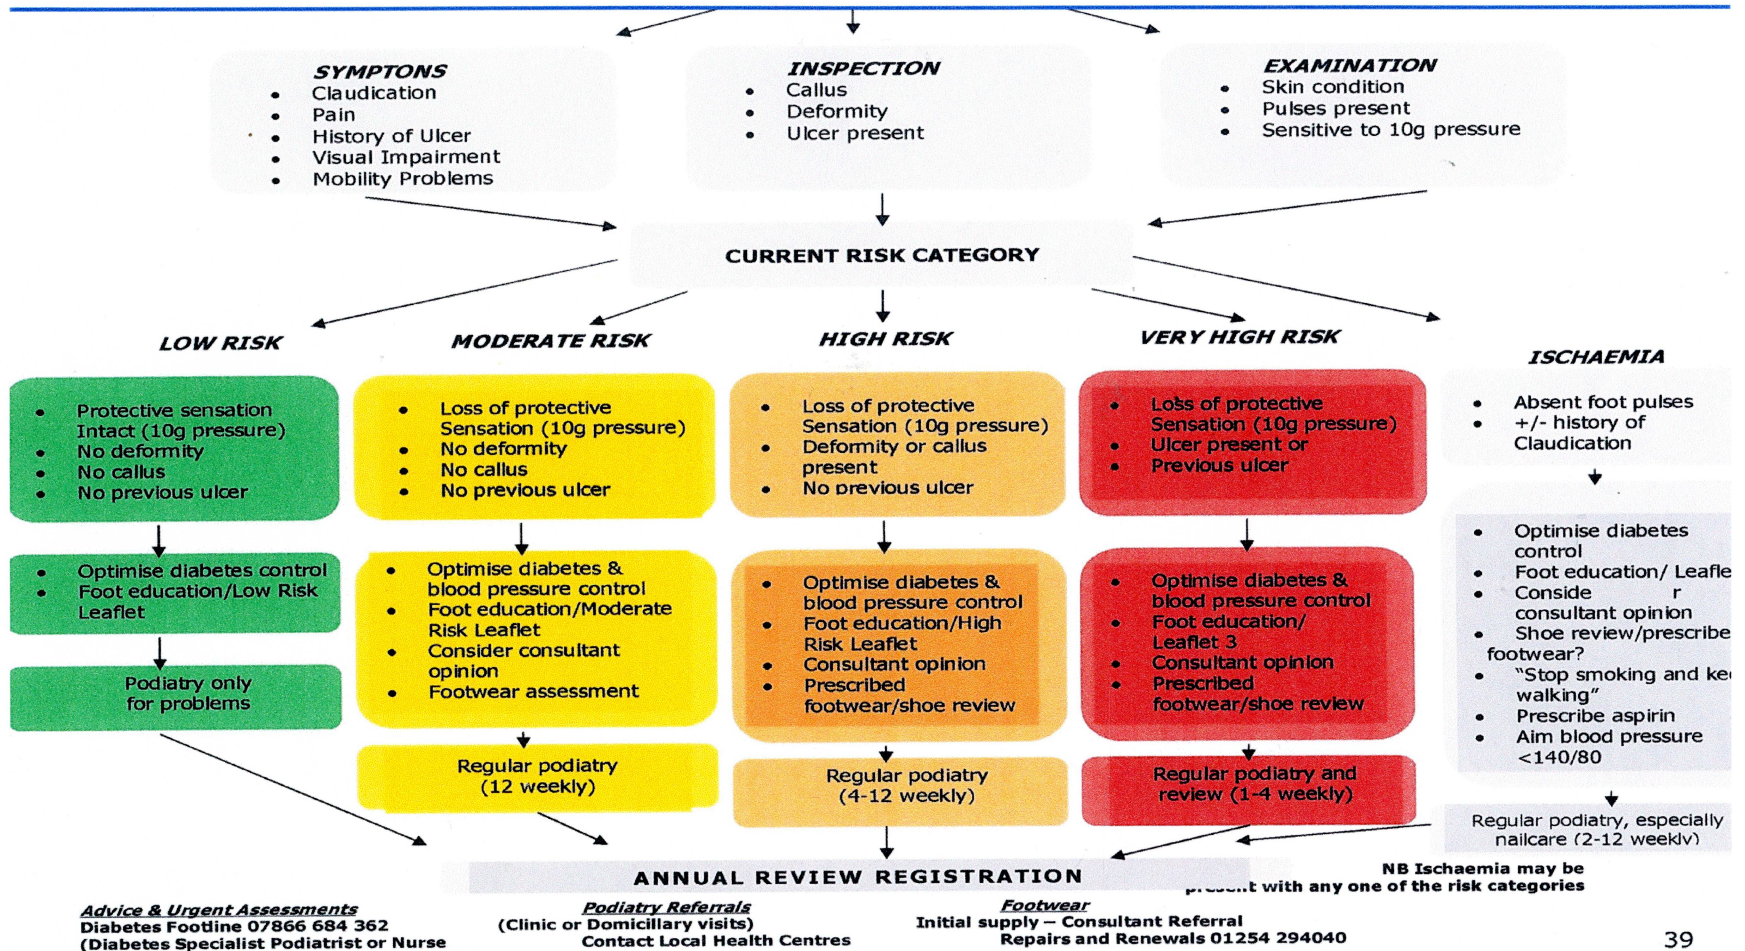 SYMPTONS
• Claudication
• Pain
• History of Ulcer
• Visual Impairment
• Mobility Problems
INSPECTION
• Callus
• Deformity
• Ulcer present
EXAMINATION
• Skin condition
• Pulses present
• Sensitive to 10g pressure
CURRENT RISK CATEGORY
LOW RISK
• Protective sensation
Intact (10g pressure)
• No deformity
• No callus
• No previous ulcer
• Optimise diabetes control
• Foot education/Low Risk
Leaflet
Podiatry only
for problems
MODERATE RISK
• Loss of protective
Sensation (10g pressure)
• No deformity
• No callus
• No previous ulcer
• Optimise diabetes &
blood pressure control
• Foot education/Moderate
Risk Leaflet
• Consider consultant
opinion
• Footwear assessment
Regular podiatry
(12 weekly)
HIGH RISK
• Loss of protective
Sensation (10g pressure)
• Deformity or callus
present
• No previous ulcer
• Optimise diabetes &
blood pressure control
• Foot education/High
Risk Leaflet
• Consultant opinion
• Prescribed
footwear/shoe review
Regular podiatry
(4-12 weekly)
VERY HIGH RISK
• Loss of protective
Sensation (10g pressure)
• Ulcer present or
• Previous ulcer
• Optimise diabetes &
blood pressure control
• Foot education/
Leaflet 3
• Consultant opinion
• Prescribed
footwear/shoe review
Regular podiatry and
review (1-4 weekly)
ISCHAEMIA
• Absent foot pulses
• +/- history of
Claudication
• Optimise diabetes
control
• Foot education/ Leafle
• Conside r
consultant opinion
• Shoe review/prescribe
footwear?
• "Stop smoking and kee
walking"
• Prescribe aspirin
• Aim blood pressure
<140/80
Regular podiatry, especially
nailcare (2-12 weekly)
ANNUAL REVIEW REGISTRATION
NB Ischaemia may be
present with any one of the risk categories
Advice & Urgent Assessments
Diabetes Footline 07866 684 362
(Diabetes Specialist Podiatrist or Nurse
Podiatry Referrals
(Clinic or Domicillary visits)
Contact Local Health Centres
Footwear
Initial supply – Consultant Referral
Repairs and Renewals 01254 294040
39